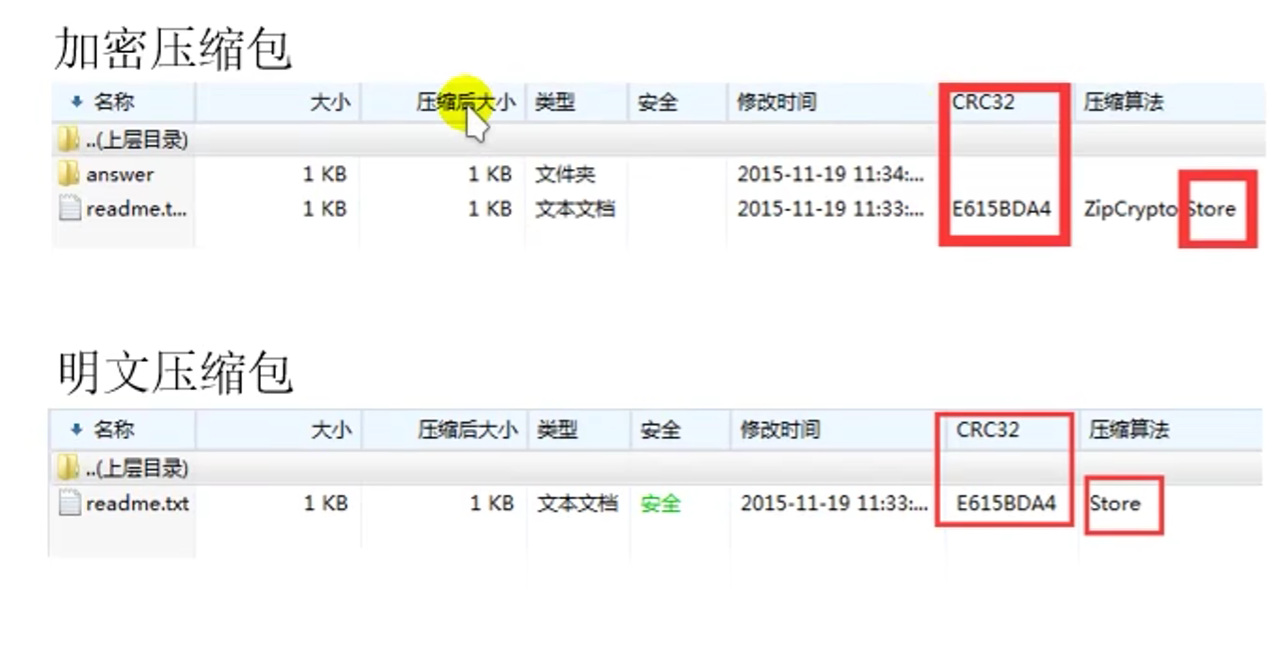 加密压缩包
名称 大小 压缩后大小 类型 安全 修改时间 CRC32 压缩算法
..(上层目录)
answer 1 KB 1 KB 文件夹 2015-11-19 11:34:...
readme.t... 1 KB 1 KB 文本文档 2015-11-19 11:33:... E615BDA4 ZipCrypto Store
明文压缩包
名称 大小 压缩后大小 类型 安全 修改时间 CRC32 压缩算法
..(上层目录)
readme.txt 1 KB 1 KB 文本文档 安全 2015-11-19 11:33:... E615BDA4 Store